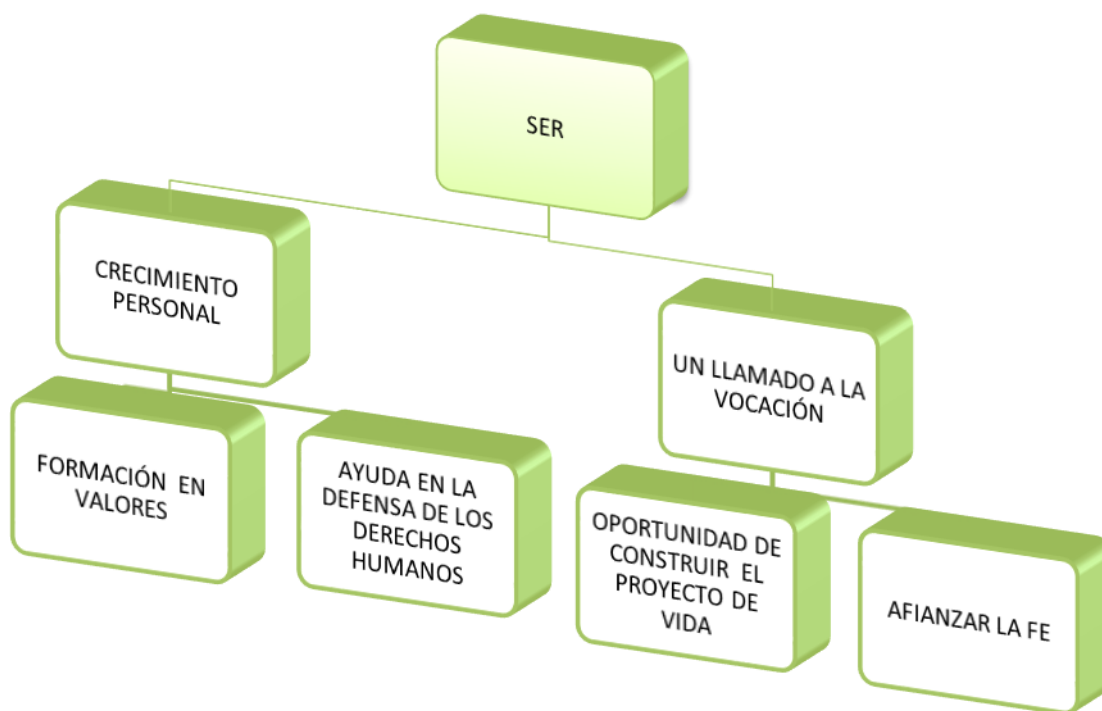 SER
CRECIMIENTO
PERSONAL
UN LLAMADO A LA
VOCACIÓN
FORMACIÓN EN
VALORES
AYUDA EN LA
DEFENSA DE LOS
DERECHOS
HUMANOS
OPORTUNIDAD DE
CONSTRUIR EL
PROYECTO DE
VIDA
AFIANZAR LA FE